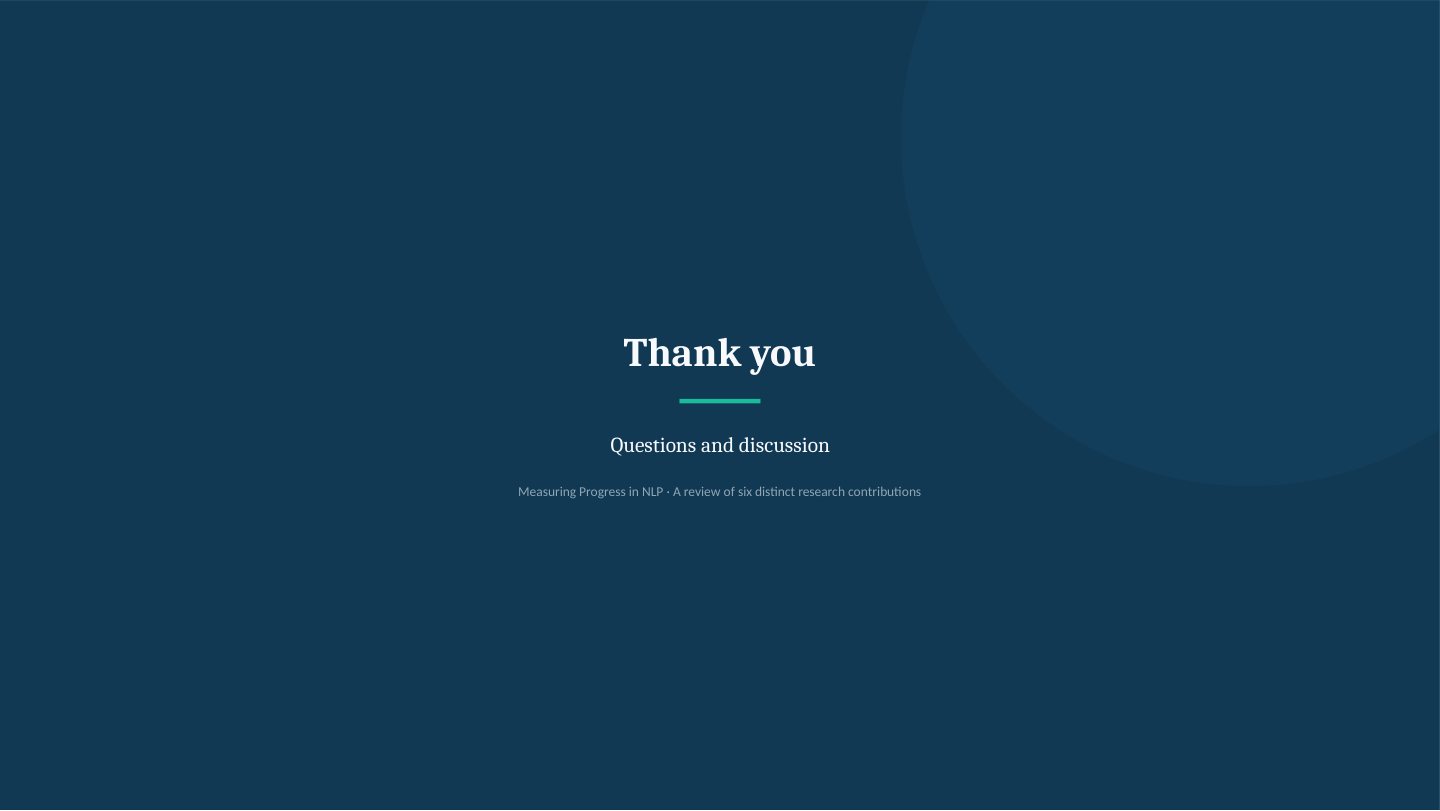 Thank you
Questions and discussion
Measuring Progress in NLP · A review of six distinct research contributions